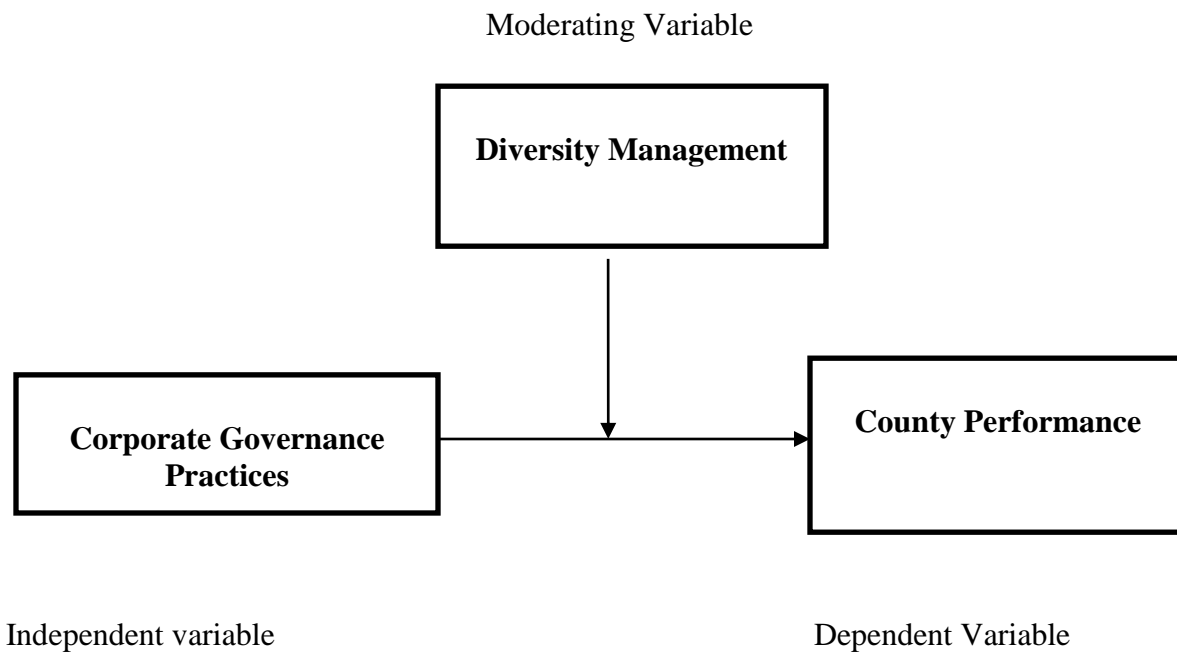 Moderating Variable
Diversity Management
Corporate Governance
Practices
County Performance
Independent variable
Dependent Variable